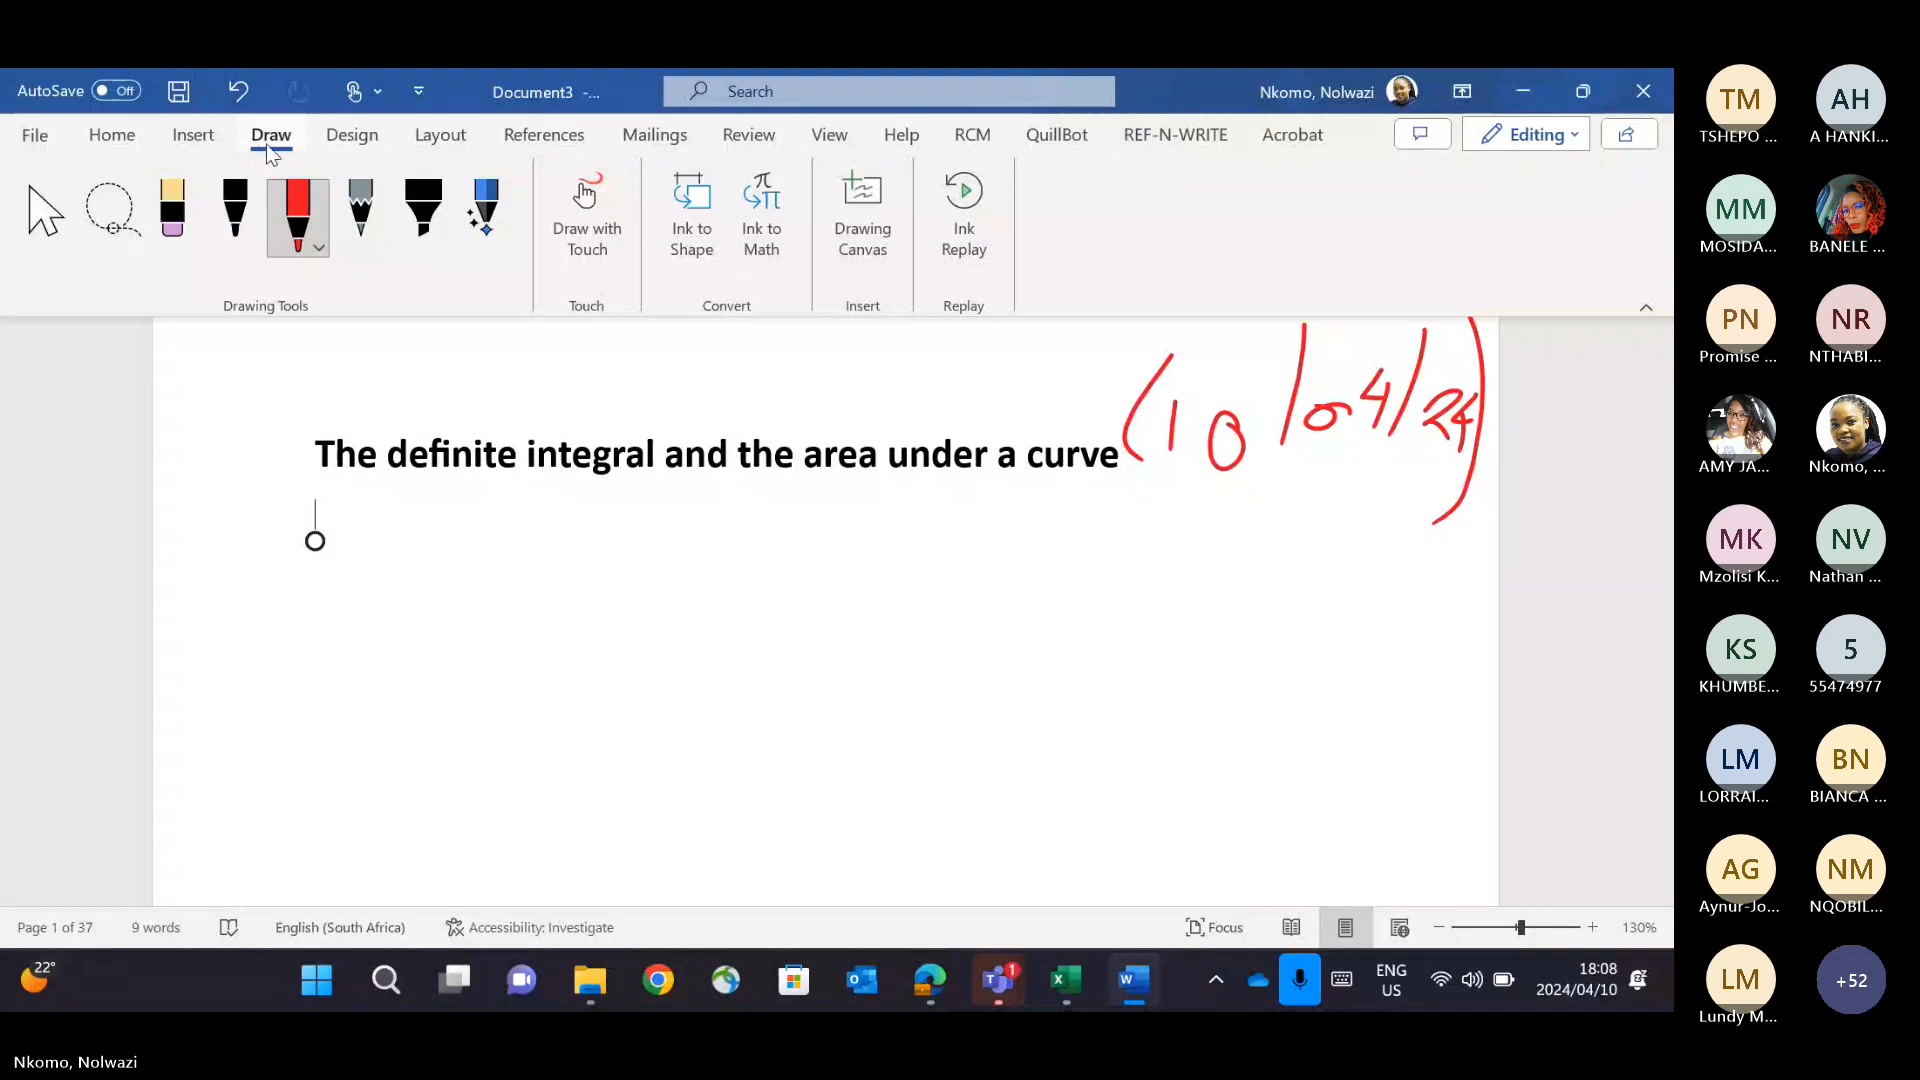 AutoSave Off Document3 -... Search Nkomo, Nolwazi
File Home Insert Draw Design Layout References Mailings Review View Help RCM QuillBot REF-N-WRITE Acrobat Editing
Draw with Touch
Ink to Shape
Ink to Math
Drawing Canvas
Ink Replay
Drawing Tools Touch Convert Insert Replay
The definite integral and the area under a curve (10/04/24)
Page 1 of 37 9 words English (South Africa) Accessibility: Investigate Focus 130%
22° ENG US 18:08 2024/04/10
1
Nkomo, Nolwazi
TM AH
TSHEPO ... A HANKI...
MM
MOSIDA... BANELE ...
PN NR
Promise ... NTHABI...
AMY JA... Nkomo, ...
MK NV
Mzolisi K... Nathan ...
KS 5
KHUMBE... 55474977
LM BN
LORRAI... BIANCA ...
AG NM
Aynur-Jo... NQOBIL...
LM +52
Lundy M...